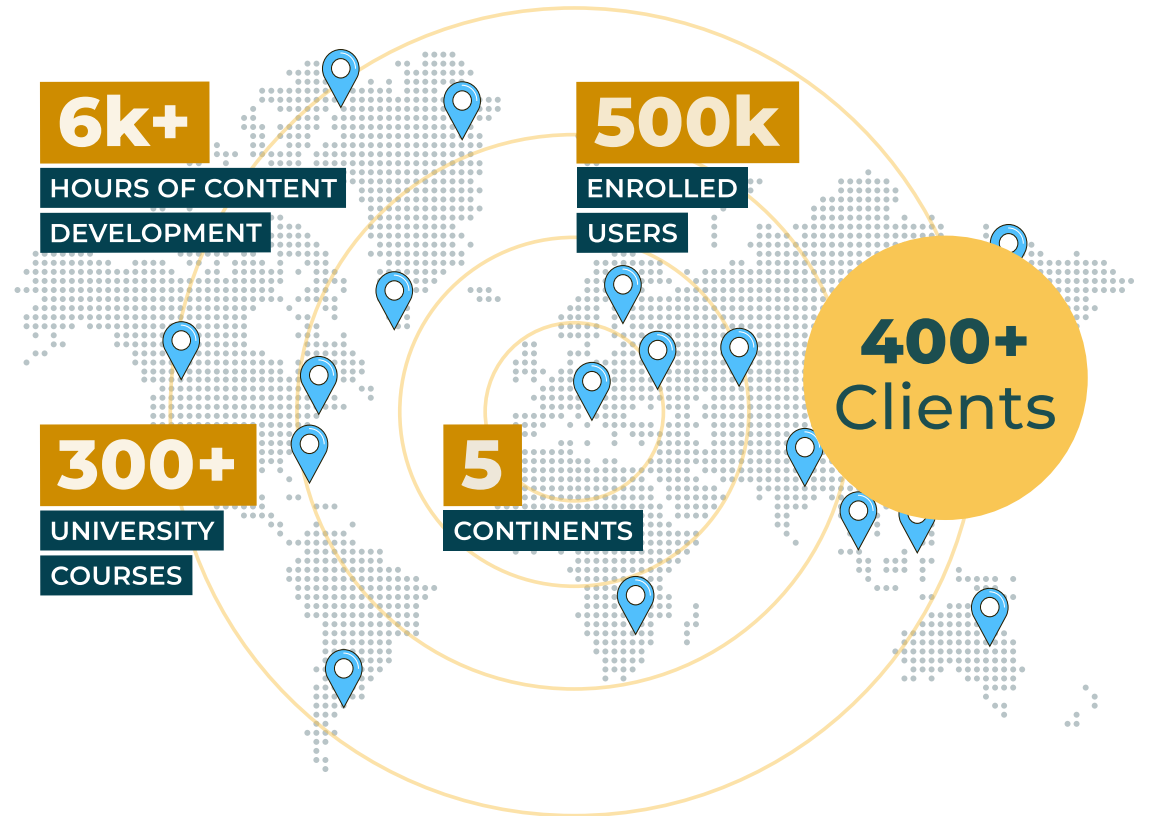 6k+
HOURS OF CONTENT
DEVELOPMENT
500k
ENROLLED
USERS
400+
Clients
300+
UNIVERSITY
COURSES
5
CONTINENTS